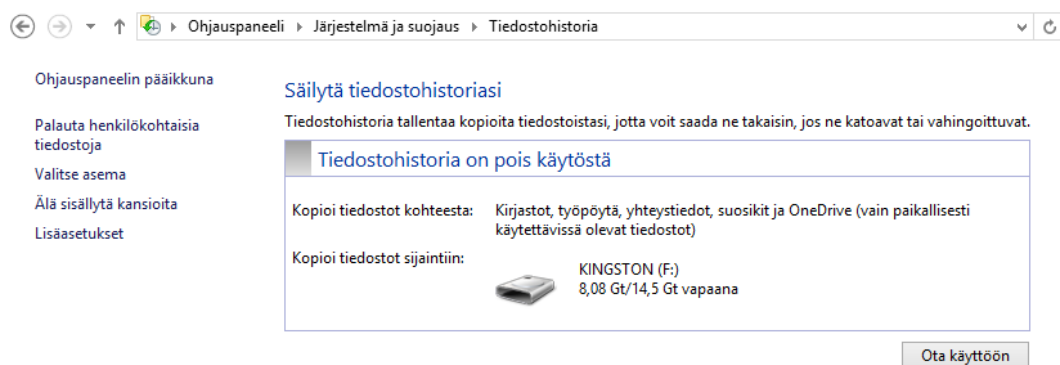 Ohjauspaneeli Järjestelmä ja suojaus Tiedostohistoria
Ohjauspaneelin pääikkuna
Palauta henkilökohtaisia
tiedostoja
Valitse asema
Älä sisällytä kansioita
Lisäasetukset
Säilytä tiedostohistoriasi
Tiedostohistoria tallentaa kopioita tiedostoistasi, jotta voit saada ne takaisin, jos ne katoavat tai vahingoittuvat.
Tiedostohistoria on pois käytöstä
Kopioi tiedostot kohteesta: Kirjastot, työpöytä, yhteystiedot, suosikit ja OneDrive (vain paikallisesti
käytettävissä olevat tiedostot)
Kopioi tiedostot sijaintiin: KINGSTON (F:)
8,08 Gt/14,5 Gt vapaana
Ota käyttöön